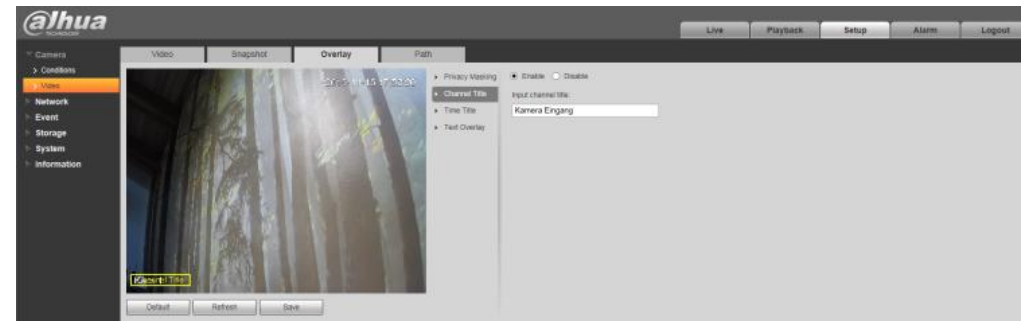 alhua
TECHNOLOGY
Live Playback Setup Alarm Logout
Camera
Conditions
Video
Network
Event
Storage
System
Information
Video Snapshot Overlay Path
Privacy Masking
Channel Title
Time Title
Text Overlay
Enable Disable
Input channel title:
Kamera Eingang
Default Refresh Save